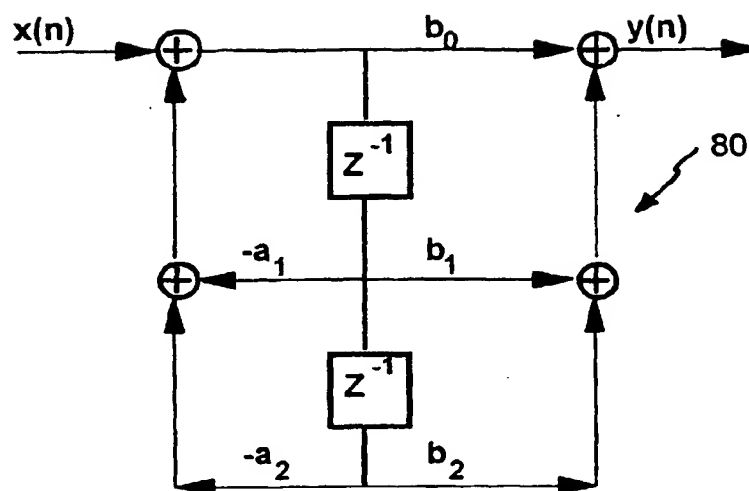 x(n) b₀ y(n)
80
z⁻¹
-a₁ b₁
z⁻¹
-a₂ b₂